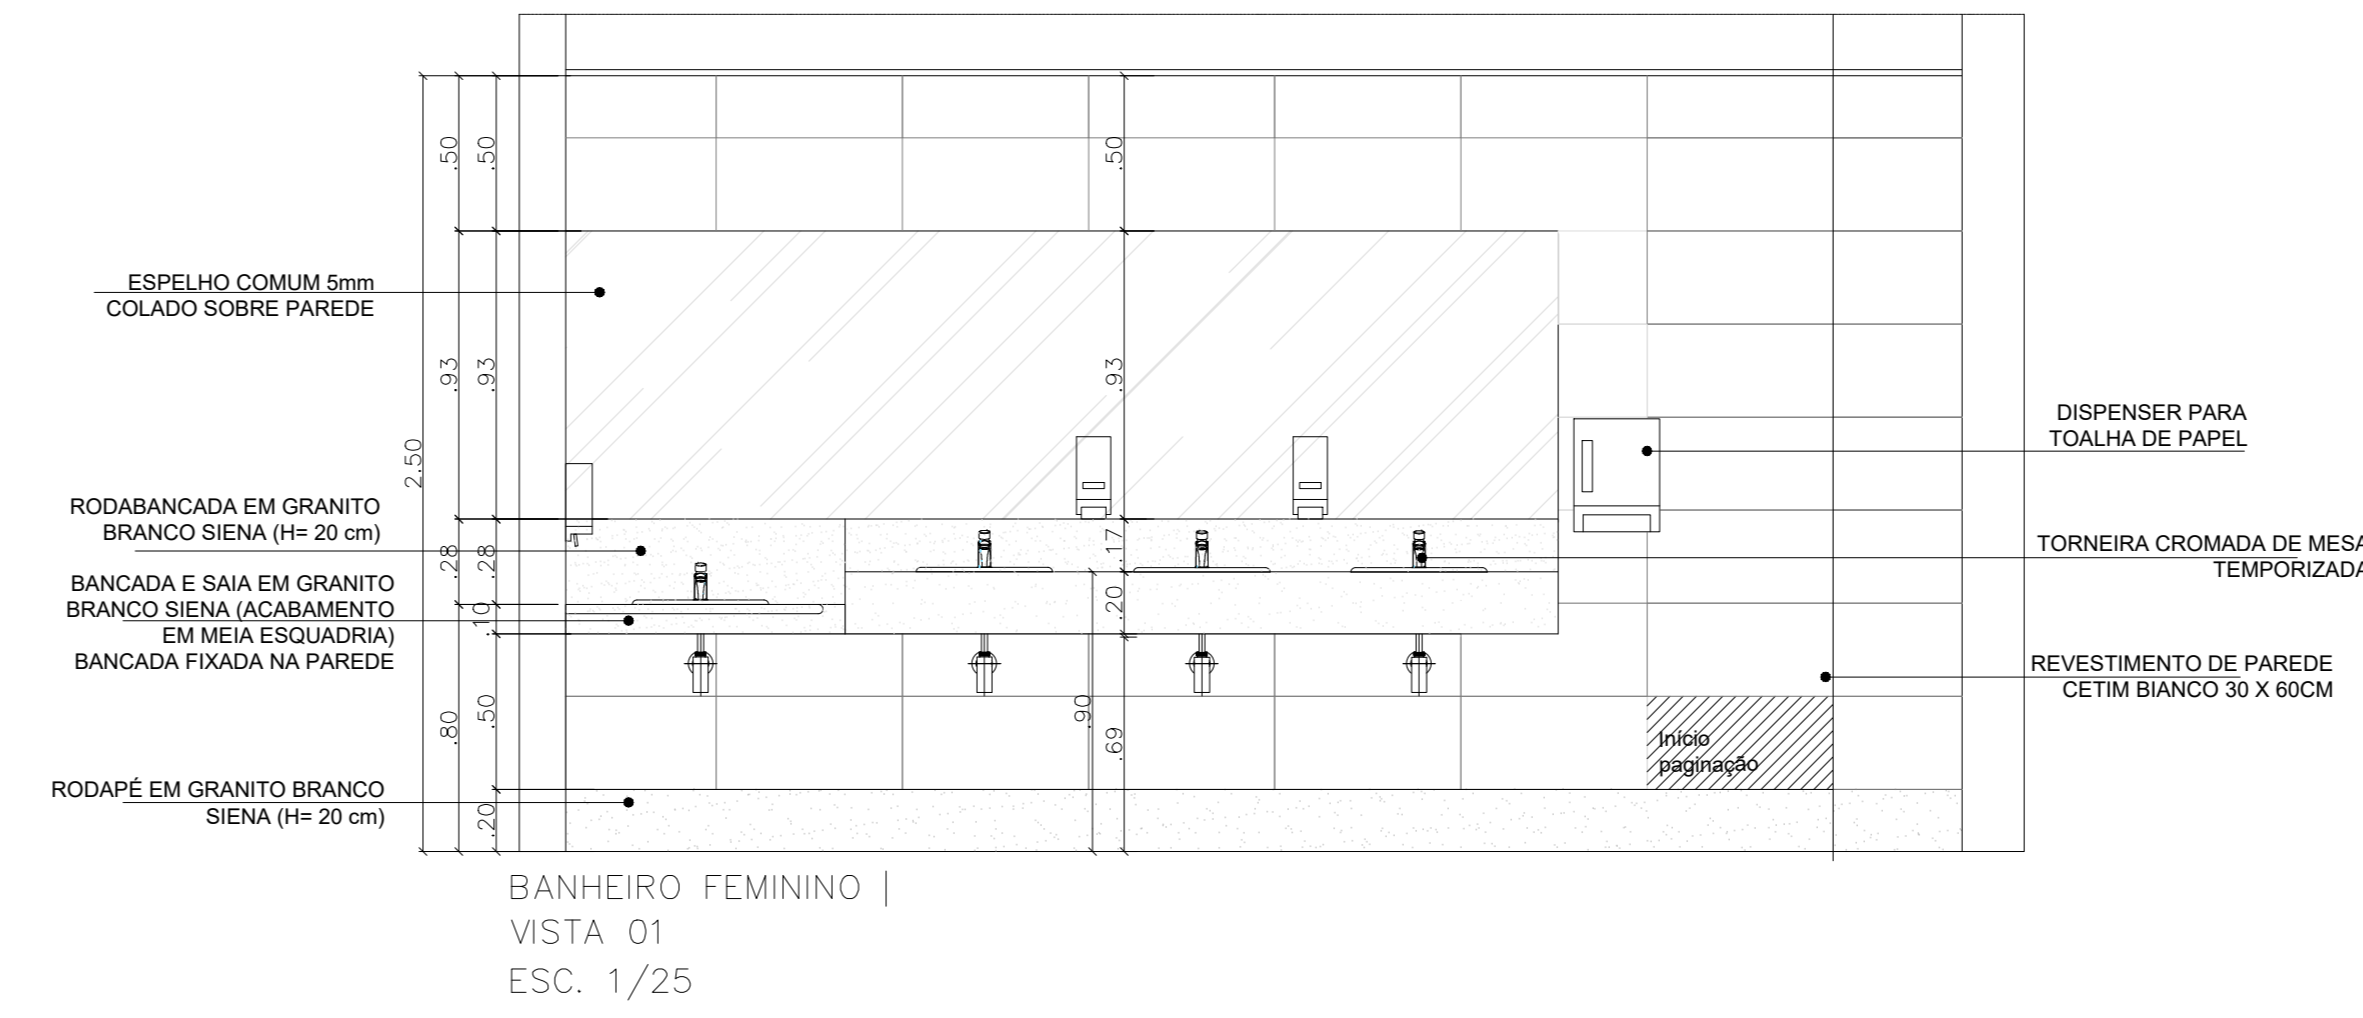 .50
.50
.50
ESPELHO COMUM 5mm
COLADO SOBRE PAREDE
.93
.93
.93
2.50
DISPENSER PARA
TOALHA DE PAPEL
RODABANCADA EM GRANITO
BRANCO SIENA (H= 20 cm)
.28
.28
.17
TORNEIRA CROMADA DE MESA
TEMPORIZADA
BANCADA E SAIA EM GRANITO
BRANCO SIENA (ACABAMENTO
EM MEIA ESQUADRIA)
BANCADA FIXADA NA PAREDE
.10
.20
REVESTIMENTO DE PAREDE
CETIM BIANCO 30 X 60CM
.80
.50
.90
.69
Início
paginação
RODAPÉ EM GRANITO BRANCO
SIENA (H= 20 cm)
.20
BANHEIRO FEMININO |
VISTA 01
ESC. 1/25